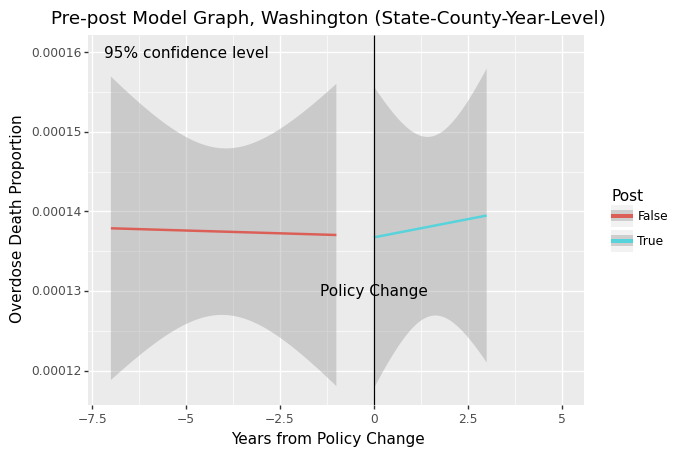 Pre-post Model Graph, Washington (State-County-Year-Level)
0.00016
95% confidence level
0.00015
0.00014
0.00013
0.00012
Policy Change
Overdose Death Proportion
−7.5
−5
−2.5
0
2.5
5
Years from Policy Change
Post
False
True